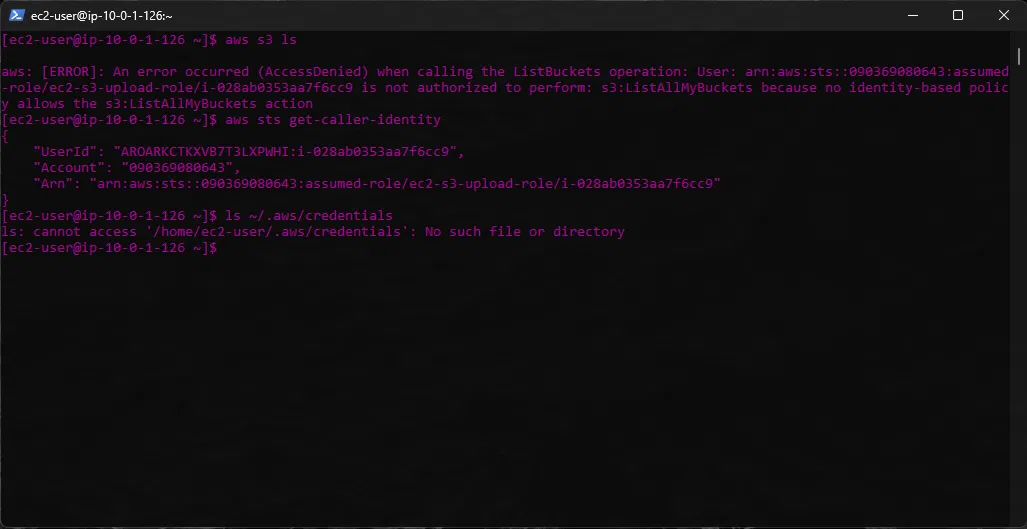 ec2-user@ip-10-0-1-126:~
[ec2-user@ip-10-0-1-126 ~]$ aws s3 ls
aws: [ERROR]: An error occurred (AccessDenied) when calling the ListBuckets operation: User: arn:aws:sts::090369080643:assumed
-role/ec2-s3-upload-role/i-028ab0353aa7f6cc9 is not authorized to perform: s3:ListAllMyBuckets because no identity-based polic
y allows the s3:ListAllMyBuckets action
[ec2-user@ip-10-0-1-126 ~]$ aws sts get-caller-identity
{
    "UserId": "AROARKCTKXVB7T3LXPWHI:i-028ab0353aa7f6cc9",
    "Account": "090369080643",
    "Arn": "arn:aws:sts::090369080643:assumed-role/ec2-s3-upload-role/i-028ab0353aa7f6cc9"
}
[ec2-user@ip-10-0-1-126 ~]$ ls ~/.aws/credentials
ls: cannot access '/home/ec2-user/.aws/credentials': No such file or directory
[ec2-user@ip-10-0-1-126 ~]$